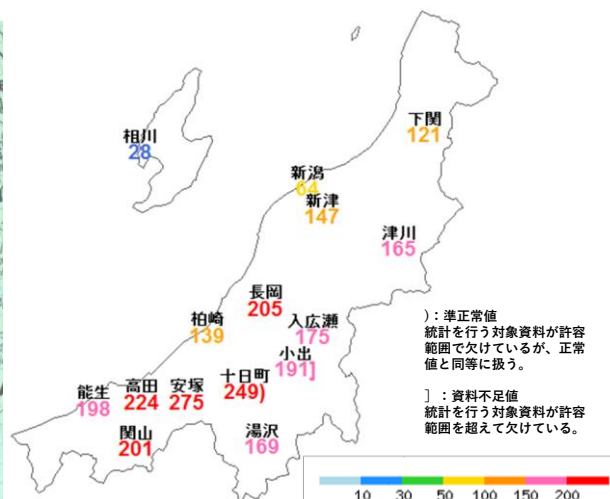 下関
121
相川
28
新潟
64
新津
147
津川
165
長岡
205
柏崎
139
入広瀬
175
小出
191]
十日町
249)
能生
198
高田
224
安塚
275
関山
201
湯沢
169
)：準正常値
統計を行う対象資料が許容
範囲で欠けているが、正常
値と同等に扱う。
]　：資料不足値
統計を行う対象資料が許容
範囲を超えて欠けている。
10 30 50 100 150 200